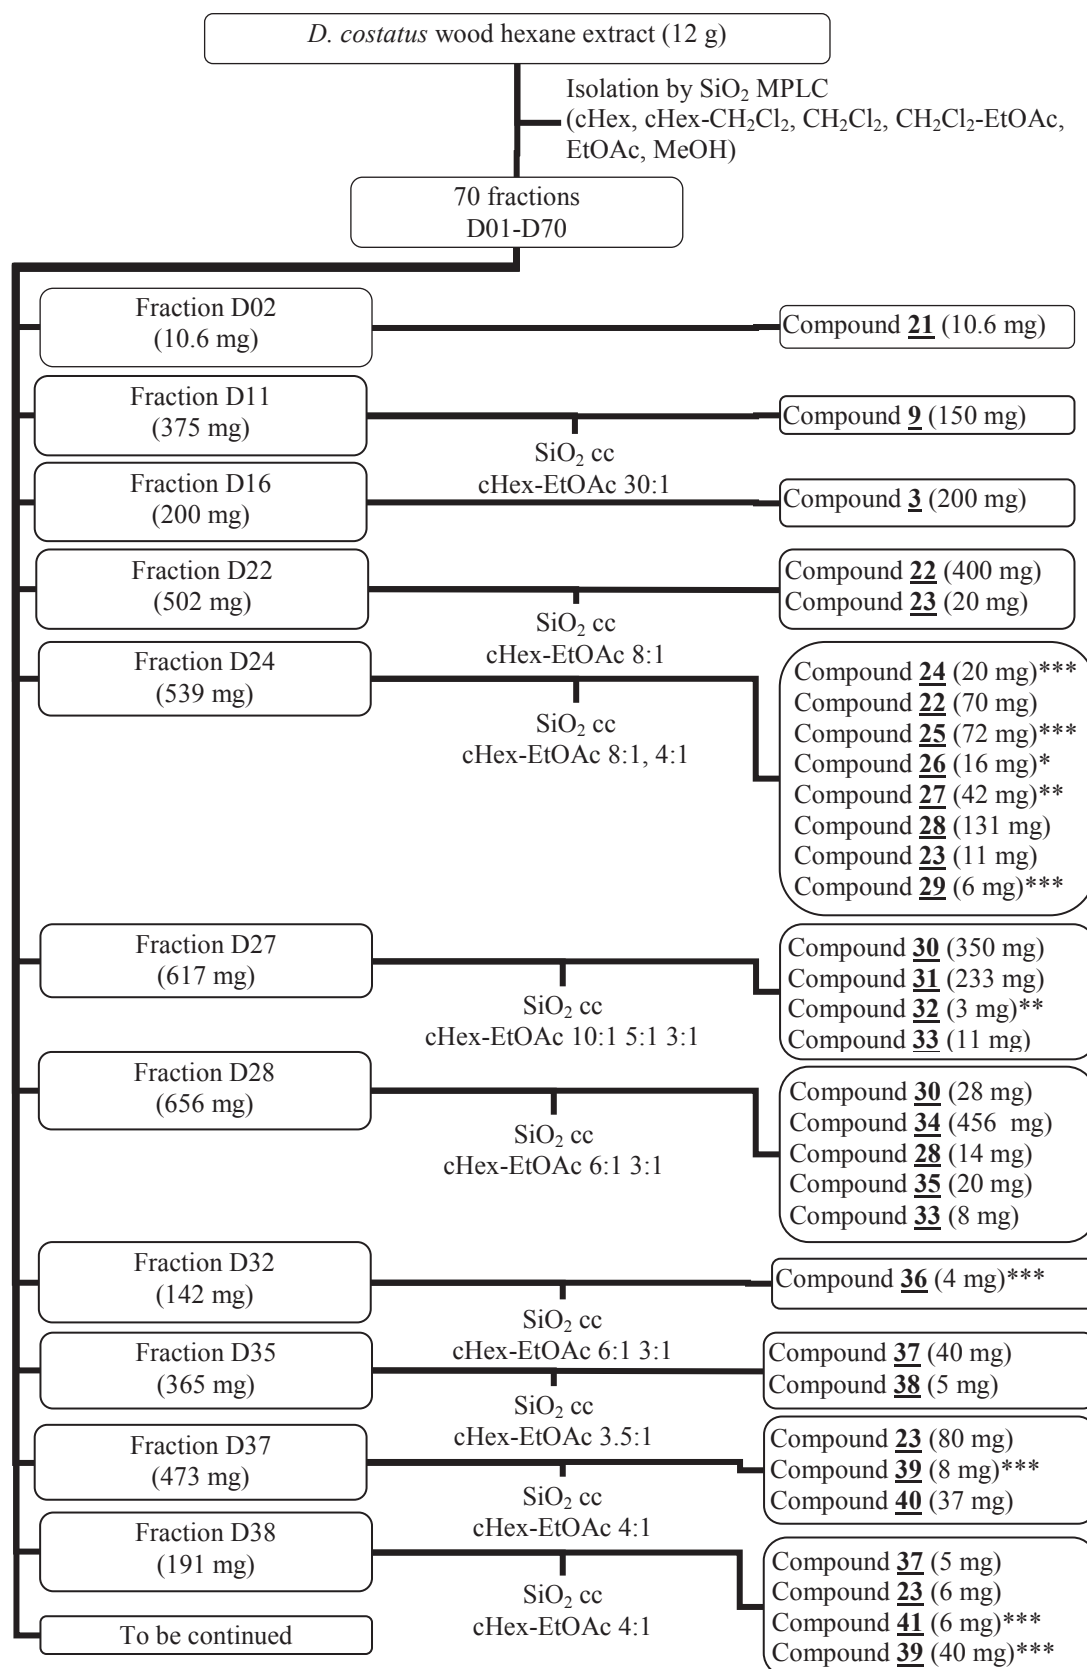 D. costatus wood hexane extract (12 g)
Isolation by SiO₂ MPLC
(cHex, cHex-CH₂Cl₂, CH₂Cl₂, CH₂Cl₂-EtOAc,
EtOAc, MeOH)
70 fractions
D01-D70
Fraction D02
(10.6 mg)
Compound 21 (10.6 mg)
Fraction D11
(375 mg)
SiO₂ cc
cHex-EtOAc 30:1
Compound 9 (150 mg)
Fraction D16
(200 mg)
Compound 3 (200 mg)
Fraction D22
(502 mg)
SiO₂ cc
cHex-EtOAc 8:1
Compound 22 (400 mg)
Compound 23 (20 mg)
Fraction D24
(539 mg)
SiO₂ cc
cHex-EtOAc 8:1, 4:1
Compound 24 (20 mg)***
Compound 22 (70 mg)
Compound 25 (72 mg)***
Compound 26 (16 mg)*
Compound 27 (42 mg)**
Compound 28 (131 mg)
Compound 23 (11 mg)
Compound 29 (6 mg)***
Fraction D27
(617 mg)
SiO₂ cc
cHex-EtOAc 10:1 5:1 3:1
Compound 30 (350 mg)
Compound 31 (233 mg)
Compound 32 (3 mg)**
Compound 33 (11 mg)
Fraction D28
(656 mg)
SiO₂ cc
cHex-EtOAc 6:1 3:1
Compound 30 (28 mg)
Compound 34 (456 mg)
Compound 28 (14 mg)
Compound 35 (20 mg)
Compound 33 (8 mg)
Fraction D32
(142 mg)
SiO₂ cc
cHex-EtOAc 6:1 3:1
Compound 36 (4 mg)***
Fraction D35
(365 mg)
SiO₂ cc
cHex-EtOAc 3.5:1
Compound 37 (40 mg)
Compound 38 (5 mg)
Fraction D37
(473 mg)
SiO₂ cc
cHex-EtOAc 4:1
Compound 23 (80 mg)
Compound 39 (8 mg)***
Compound 40 (37 mg)
Fraction D38
(191 mg)
SiO₂ cc
cHex-EtOAc 4:1
Compound 37 (5 mg)
Compound 23 (6 mg)
Compound 41 (6 mg)***
Compound 39 (40 mg)***
To be continued